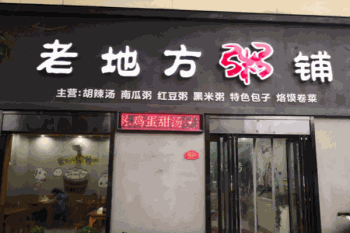 老地方粥铺
主营:胡辣汤 南瓜粥 红豆粥 黑米粥 特色包子 烙馍卷菜
鸡蛋甜汤